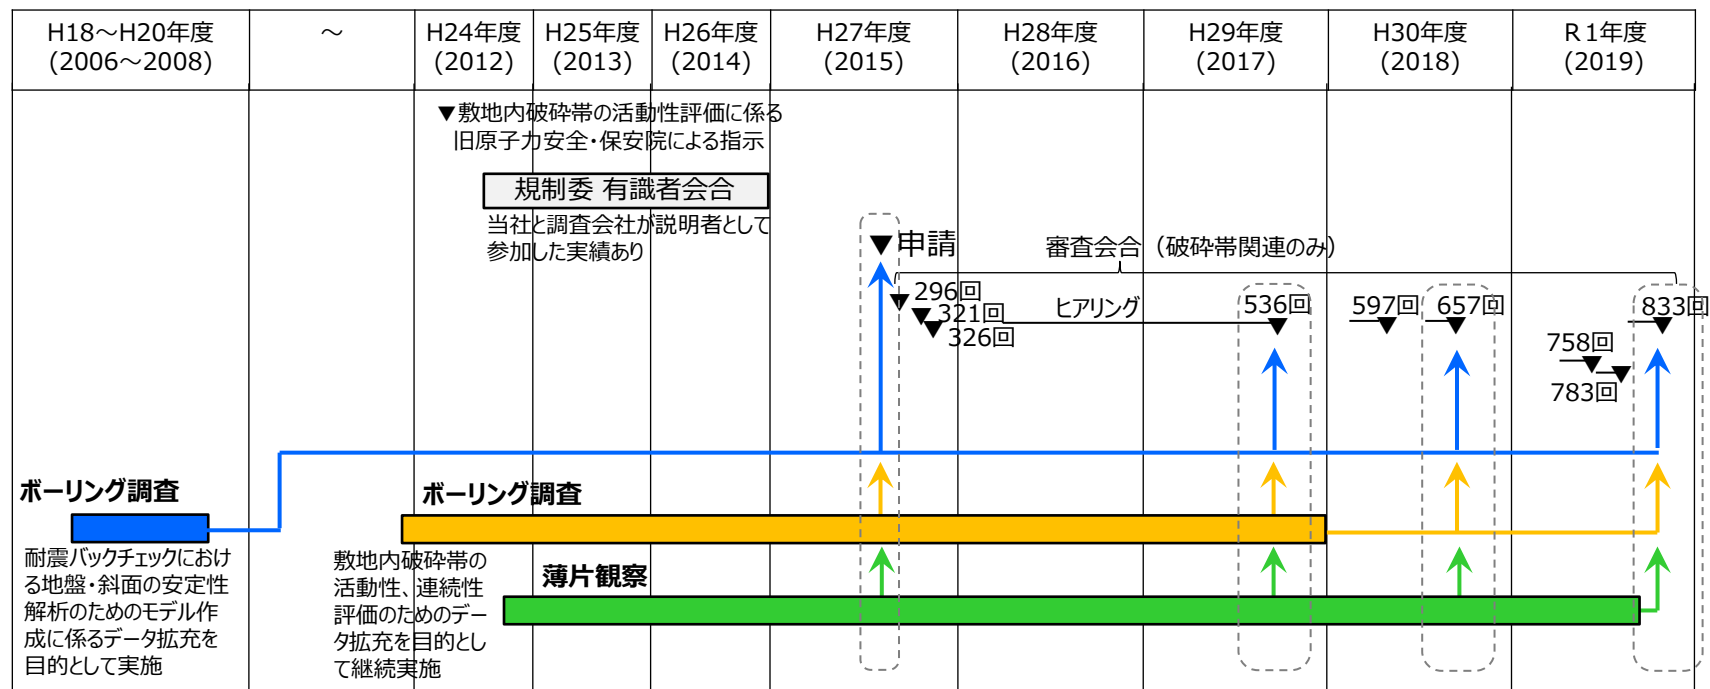 H18～H20年度
(2006～2008)
～
H24年度
(2012)
H25年度
(2013)
H26年度
(2014)
H27年度
(2015)
H28年度
(2016)
H29年度
(2017)
H30年度
(2018)
R1年度
(2019)
▼敷地内破砕帯の活動性評価に係る
旧原子力安全・保安院による指示
規制委 有識者会合
当社と調査会社が説明者として
参加した実績あり
▼申請
審査会合（破砕帯関連のみ）
296回
321回
326回
ヒアリング
536回
597回
657回
833回
758回
783回
ボーリング調査
耐震バックチェックにおけ
る地盤・斜面の安定性
解析のためのモデル作
成に係るデータ拡充を
目的として実施
ボーリング調査
敷地内破砕帯の
活動性、連続性
評価のためのデー
タ拡充を目的とし
て継続実施
薄片観察